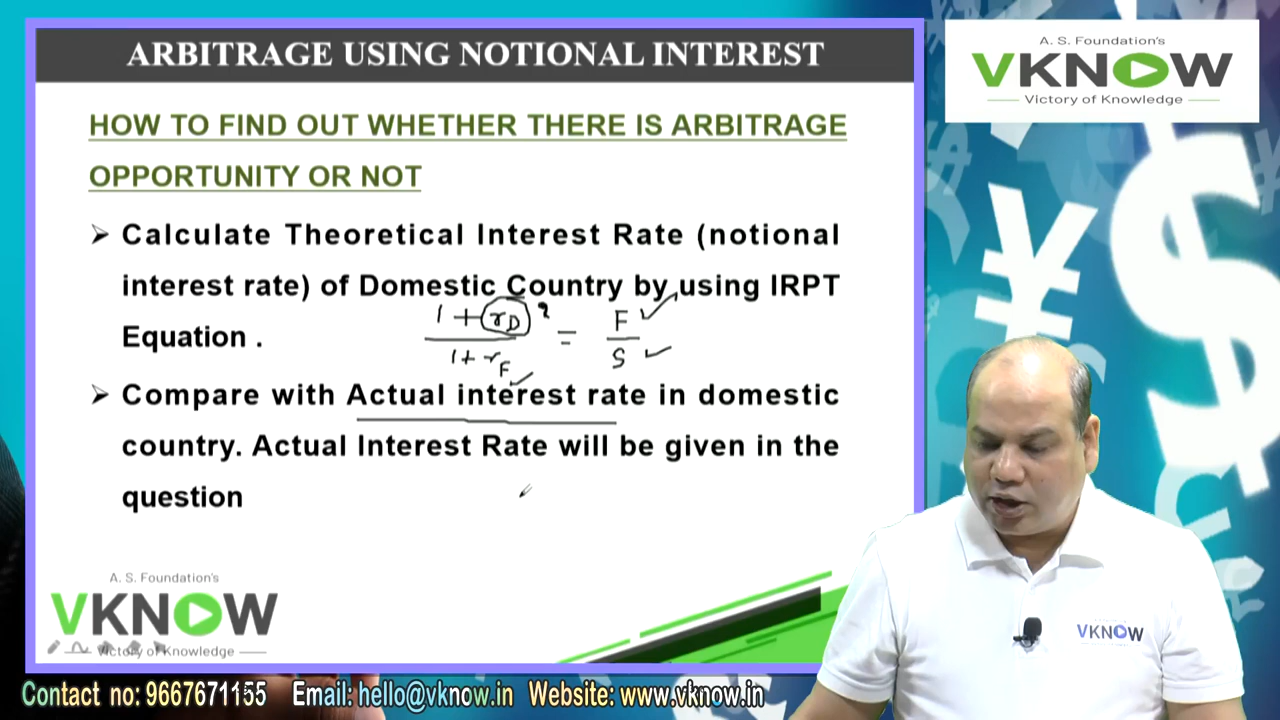 ARBITRAGE USING NOTIONAL INTEREST
A. S. Foundation's
VKNOW
Victory of Knowledge
HOW TO FIND OUT WHETHER THERE IS ARBITRAGE
OPPORTUNITY OR NOT
➢ Calculate Theoretical Interest Rate (notional
interest rate) of Domestic Country by using IRPT
Equation .
1 + rD ? = F
1 + rF S
➢ Compare with Actual interest rate in domestic
country. Actual Interest Rate will be given in the
question
A. S. Foundation's
VKNOW
Victory of Knowledge
VKNOW
Contact no: 9667671155 Email: hello@vknow.in Website: www.vknow.in